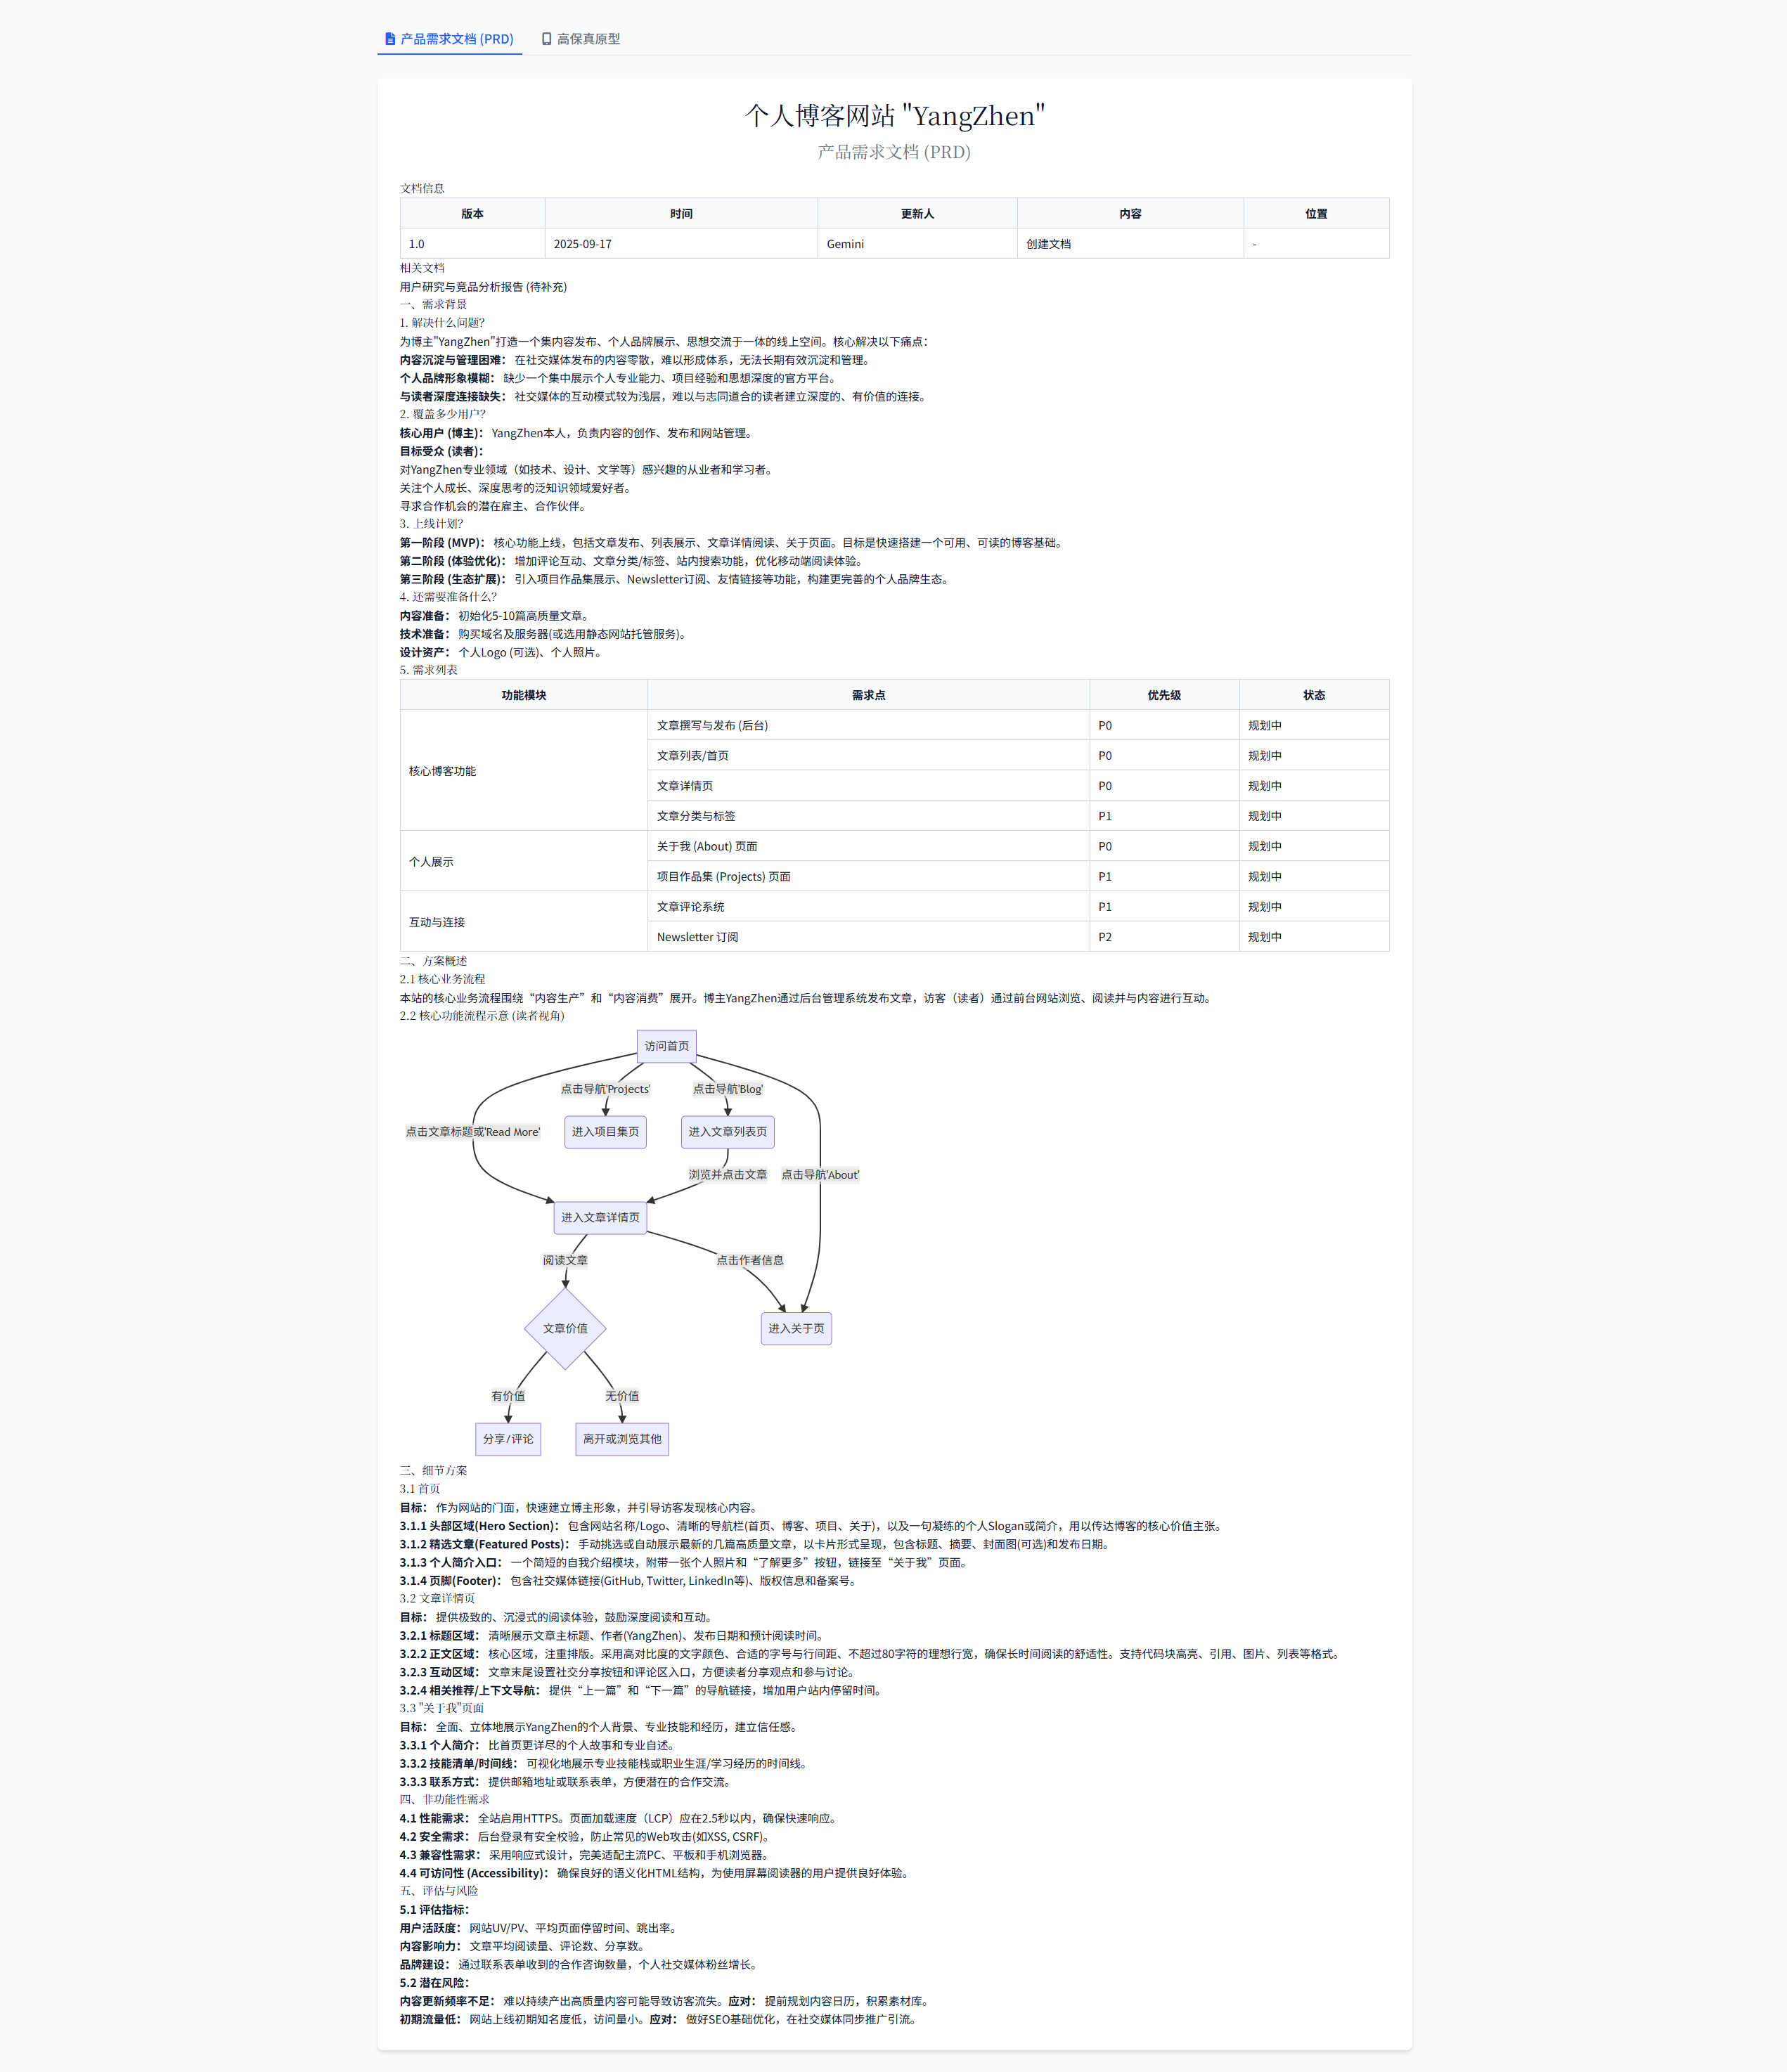 产品需求文档 (PRD)
高保真原型
个人博客网站 "YangZhen"
产品需求文档 (PRD)
文档信息
版本 时间 更新人 内容 位置
1.0 2025-09-17 Gemini 创建文档 -
相关文档
用户研究与竞品分析报告 (待补充)
一、需求背景
1. 解决什么问题?
为博主"YangZhen"打造一个集内容发布、个人品牌展示、思想交流于一体的线上空间。核心解决以下痛点：
内容沉淀与管理困难： 在社交媒体发布的内容零散，难以形成体系，无法长期有效沉淀和管理。
个人品牌形象模糊： 缺少一个集中展示个人专业能力、项目经验和思想深度的官方平台。
与读者深度连接缺失： 社交媒体的互动模式较为浅层，难以与志同道合的读者建立深度的、有价值的连接。
2. 覆盖多少用户?
核心用户 (博主)： YangZhen本人，负责内容的创作、发布和网站管理。
目标受众 (读者)：
对YangZhen专业领域（如技术、设计、文学等）感兴趣的从业者和学习者。
关注个人成长、深度思考的泛知识领域爱好者。
寻求合作机会的潜在雇主、合作伙伴。
3. 上线计划?
第一阶段 (MVP)： 核心功能上线，包括文章发布、列表展示、文章详情阅读、关于页面。目标是快速搭建一个可用、可读的博客基础。
第二阶段 (体验优化)： 增加评论互动、文章分类/标签、站内搜索功能，优化移动端阅读体验。
第三阶段 (生态扩展)： 引入项目作品集展示、Newsletter订阅、友情链接等功能，构建更完善的个人品牌生态。
4. 还需要准备什么?
内容准备： 初始化5-10篇高质量文章。
技术准备： 购买域名及服务器(或选用静态网站托管服务)。
设计资产： 个人Logo (可选)、个人照片。
5. 需求列表
功能模块 需求点 优先级 状态
核心博客功能 文章撰写与发布 (后台) P0 规划中
文章列表/首页 P0 规划中
文章详情页 P0 规划中
文章分类与标签 P1 规划中
个人展示 关于我 (About) 页面 P0 规划中
项目作品集 (Projects) 页面 P1 规划中
互动与连接 文章评论系统 P1 规划中
Newsletter 订阅 P2 规划中
二、方案概述
2.1 核心业务流程
本站的核心业务流程围绕“内容生产”和“内容消费”展开。博主YangZhen通过后台管理系统发布文章，访客（读者）通过前台网站浏览、阅读并与内容进行互动。
2.2 核心功能流程示意 (读者视角)
访问首页
点击导航'Projects'
点击导航'Blog'
点击文章标题或'Read More'
进入项目集页
进入文章列表页
浏览并点击文章
点击导航'About'
进入文章详情页
阅读文章
点击作者信息
文章价值
进入关于页
有价值
无价值
分享/评论
离开或浏览其他
三、细节方案
3.1 首页
目标： 作为网站的门面，快速建立博主形象，并引导访客发现核心内容。
3.1.1 头部区域(Hero Section)： 包含网站名称/Logo、清晰的导航栏(首页、博客、项目、关于)，以及一句凝练的个人Slogan或简介，用以传达博客的核心价值主张。
3.1.2 精选文章(Featured Posts)： 手动挑选或自动展示最新的几篇高质量文章，以卡片形式呈现，包含标题、摘要、封面图(可选)和发布日期。
3.1.3 个人简介入口： 一个简短的自我介绍模块，附带一张个人照片和“了解更多”按钮，链接至“关于我”页面。
3.1.4 页脚(Footer)： 包含社交媒体链接(GitHub, Twitter, LinkedIn等)、版权信息和备案号。
3.2 文章详情页
目标： 提供极致的、沉浸式的阅读体验，鼓励深度阅读和互动。
3.2.1 标题区域： 清晰展示文章主标题、作者(YangZhen)、发布日期和预计阅读时间。
3.2.2 正文区域： 核心区域，注重排版。采用高对比度的文字颜色、合适的字号与行间距、不超过80字符的理想行宽，确保长时间阅读的舒适性。支持代码块高亮、引用、图片、列表等格式。
3.2.3 互动区域： 文章末尾设置社交分享按钮和评论区入口，方便读者分享观点和参与讨论。
3.2.4 相关推荐/上下文导航： 提供“上一篇”和“下一篇”的导航链接，增加用户站内停留时间。
3.3 "关于我"页面
目标： 全面、立体地展示YangZhen的个人背景、专业技能和经历，建立信任感。
3.3.1 个人简介： 比首页更详尽的个人故事和专业自述。
3.3.2 技能清单/时间线： 可视化地展示专业技能栈或职业生涯/学习经历的时间线。
3.3.3 联系方式： 提供邮箱地址或联系表单，方便潜在的合作交流。
四、非功能性需求
4.1 性能需求： 全站启用HTTPS。页面加载速度（LCP）应在2.5秒以内，确保快速响应。
4.2 安全需求： 后台登录有安全校验，防止常见的Web攻击(如XSS, CSRF)。
4.3 兼容性需求： 采用响应式设计，完美适配主流PC、平板和手机浏览器。
4.4 可访问性 (Accessibility)： 确保良好的语义化HTML结构，为使用屏幕阅读器的用户提供良好体验。
五、评估与风险
5.1 评估指标：
用户活跃度： 网站UV/PV、平均页面停留时间、跳出率。
内容影响力： 文章平均阅读量、评论数、分享数。
品牌建设： 通过联系表单收到的合作咨询数量，个人社交媒体粉丝增长。
5.2 潜在风险：
内容更新频率不足： 难以持续产出高质量内容可能导致访客流失。应对： 提前规划内容日历，积累素材库。
初期流量低： 网站上线初期知名度低，访问量小。应对： 做好SEO基础优化，在社交媒体同步推广引流。